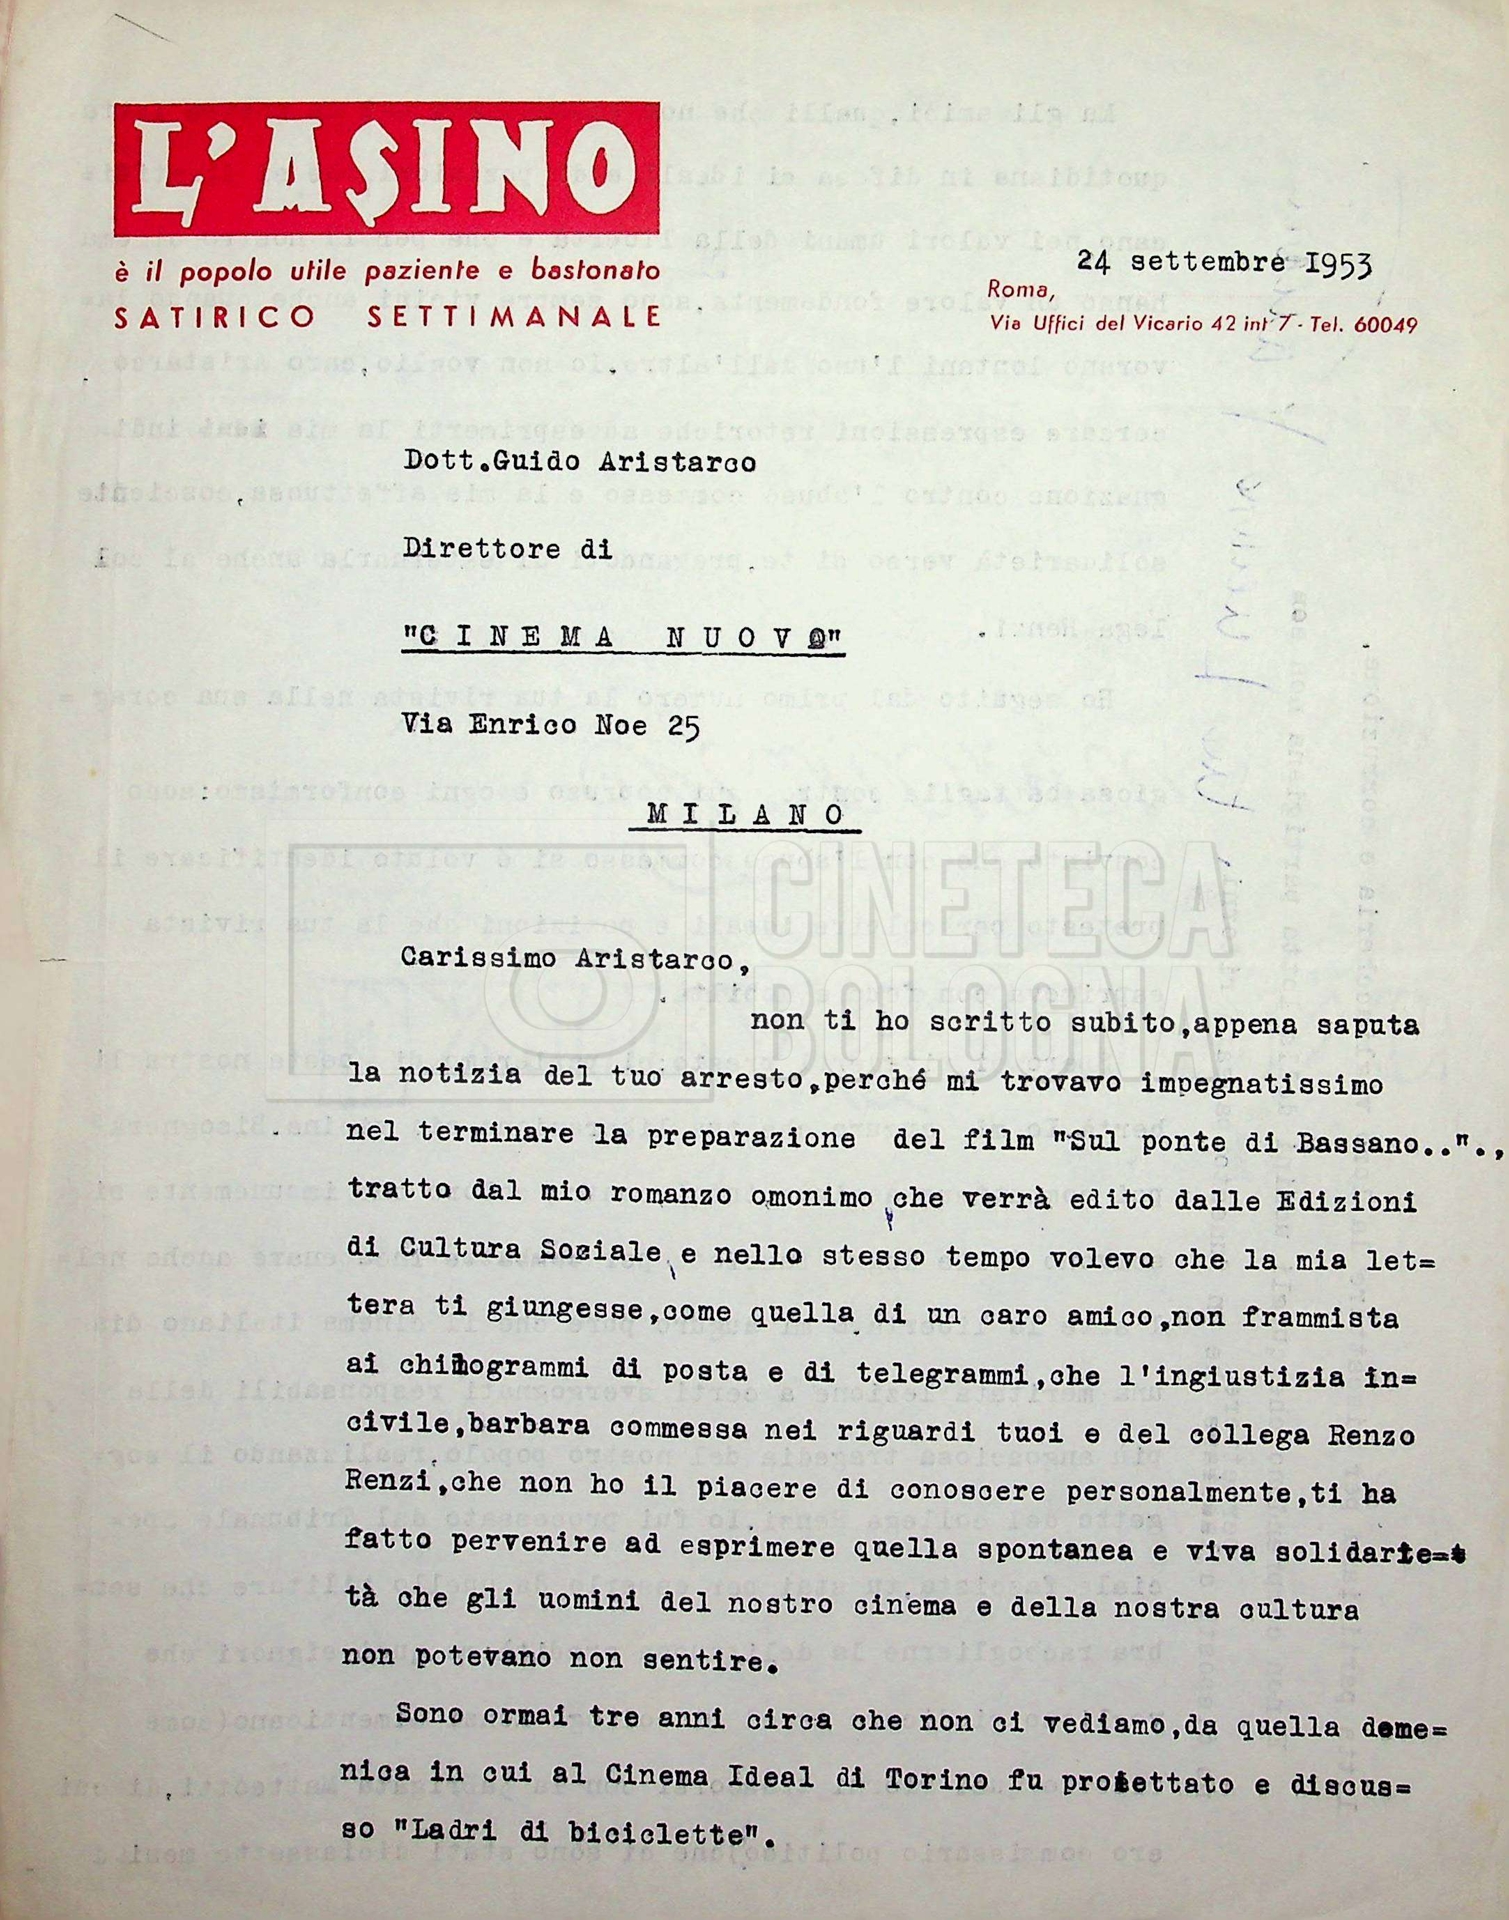 L'ASINO
è il popolo utile paziente e bastonato
SATIRICO SETTIMANALE
24 settembre 1953
Roma,
Via Uffici del Vicario 42 int 7 - Tel. 60049
Dott.Guido Aristarco
Direttore di
"CINEMA NUOVO"
Via Enrico Noe 25
MILANO
CINETECA
BOLOGNA
Carissimo Aristarco,
non ti ho scritto subito,appena saputa
la notizia del tuo arresto,perché mi trovavo impegnatissimo
nel terminare la preparazione del film "Sul ponte di Bassano..".,
tratto dal mio romanzo omonimo,che verrà edito dalle Edizioni
di Cultura Sociale,e nello stesso tempo volevo che la mia let=
tera ti giungesse,come quella di un caro amico,non frammista
ai chilogrammi di posta e di telegrammi,che l'ingiustizia in=
civile,barbara commessa nei riguardi tuoi e del collega Renzo
Renzi,che non ho il piacere di conoscere personalmente,ti ha
fatto pervenire ad esprimere quella spontanea e viva solidarie=
tà che gli uomini del nostro cinema e della nostra cultura
non potevano non sentire.
Sono ormai tre anni circa che non ci vediamo,da quella dome=
nica in cui al Cinema Ideal di Torino fu proiettato e discus=
so "Ladri di biciclette".